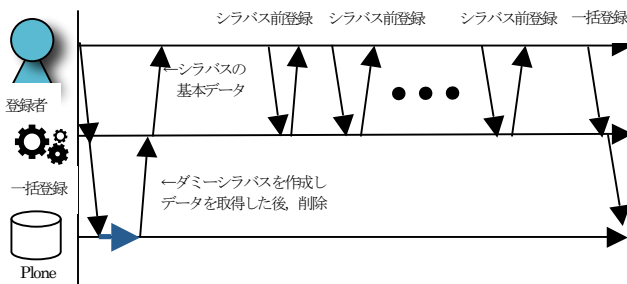 シラバス前登録 シラバス前登録 シラバス前登録 一括登録
←シラバスの
基本データ
登録者
一括登録
←ダミーシラバスを作成し
データを取得した後，削除
Plone